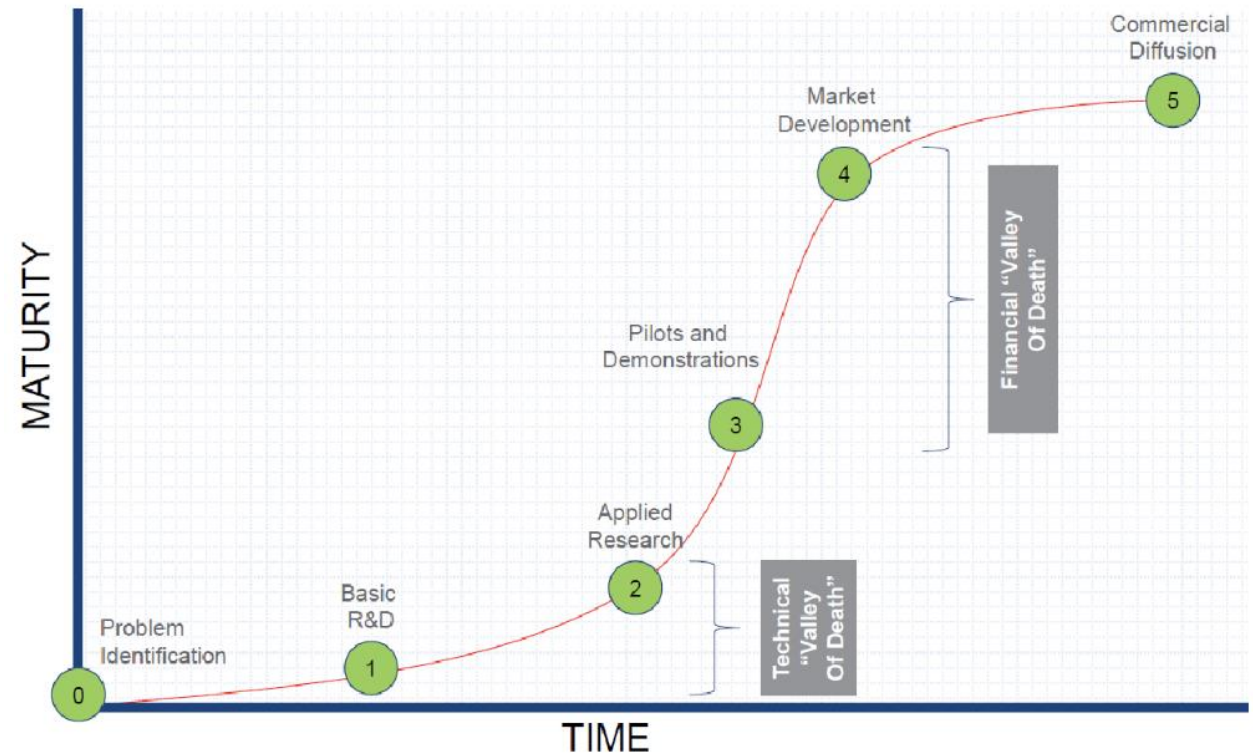 Commercial
Diffusion
5
Market
Development
4
Financial “Valley
Of Death”
MATURITY
Pilots and
Demonstrations
3
Applied
Research
2
Technical
“Valley
Of Death”
Basic
R&D
1
Problem
Identification
0
TIME